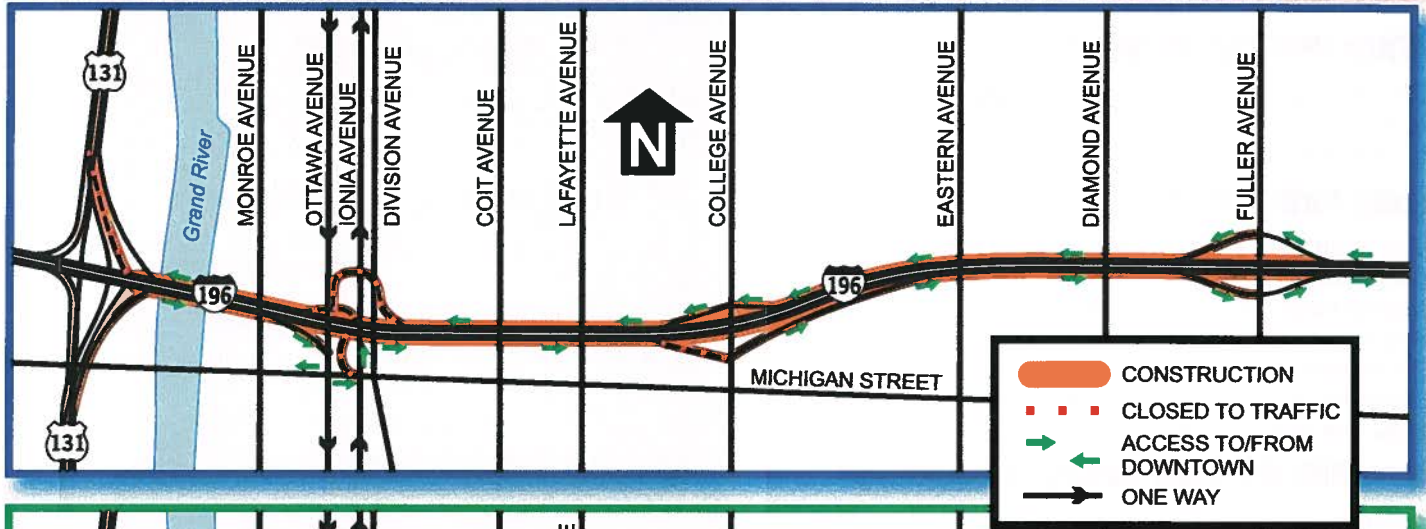 131
Grand River
MONROE AVENUE
OTTAWA AVENUE
IONIA AVENUE
DIVISION AVENUE
COIT AVENUE
LAFAYETTE AVENUE
N
COLLEGE AVENUE
EASTERN AVENUE
DIAMOND AVENUE
FULLER AVENUE
196
196
MICHIGAN STREET
131
CONSTRUCTION
CLOSED TO TRAFFIC
ACCESS TO/FROM
DOWNTOWN
ONE WAY